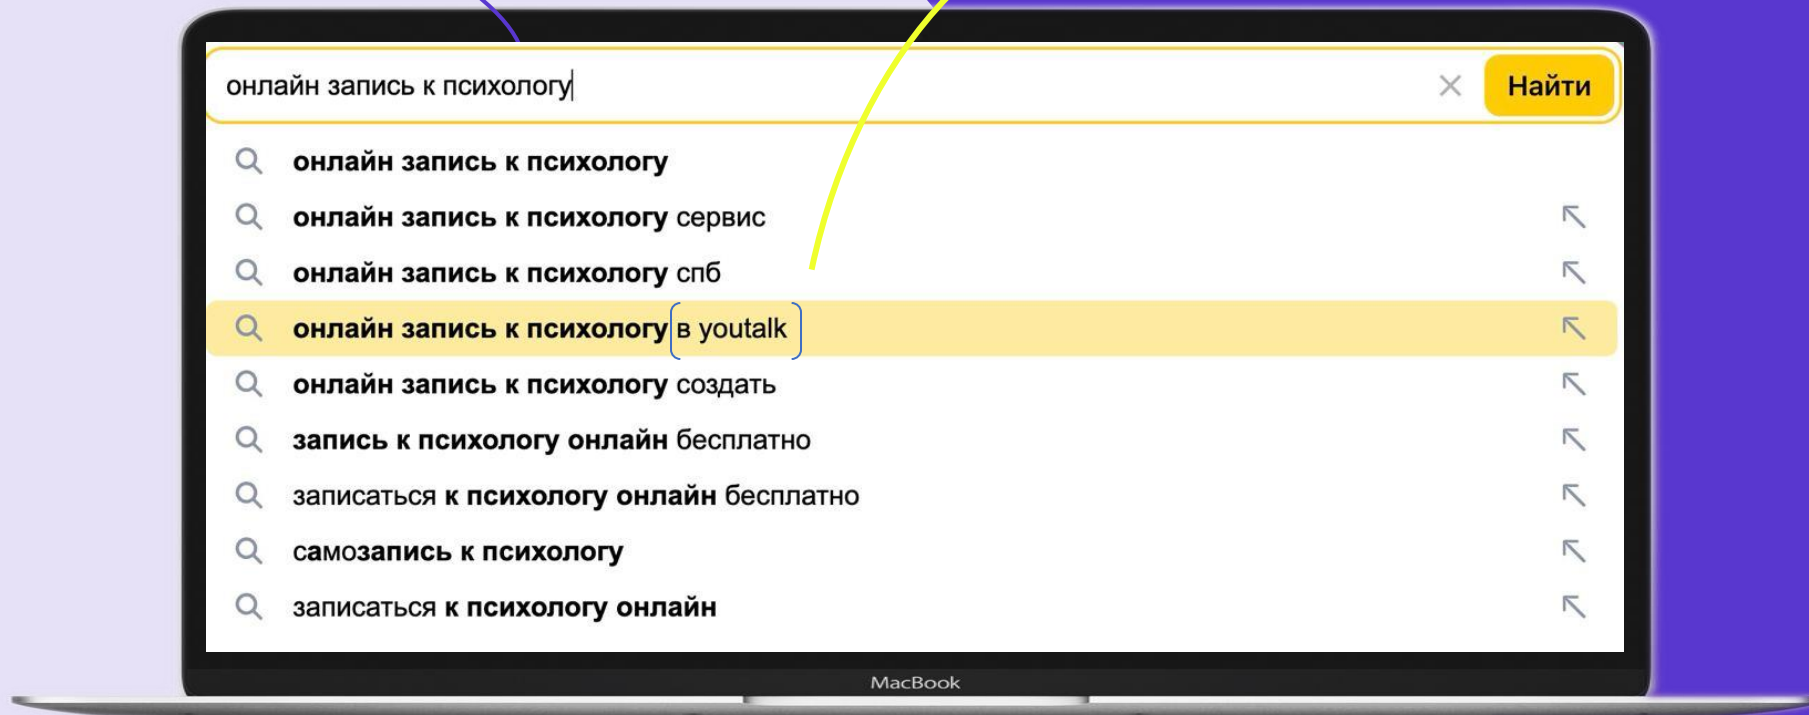 онлайн запись к психологу
Найти
онлайн запись к психологу
онлайн запись к психологу сервис
онлайн запись к психологу спб
онлайн запись к психологу в youtalk
онлайн запись к психологу создать
запись к психологу онлайн бесплатно
записаться к психологу онлайн бесплатно
самозапись к психологу
записаться к психологу онлайн
MacBook